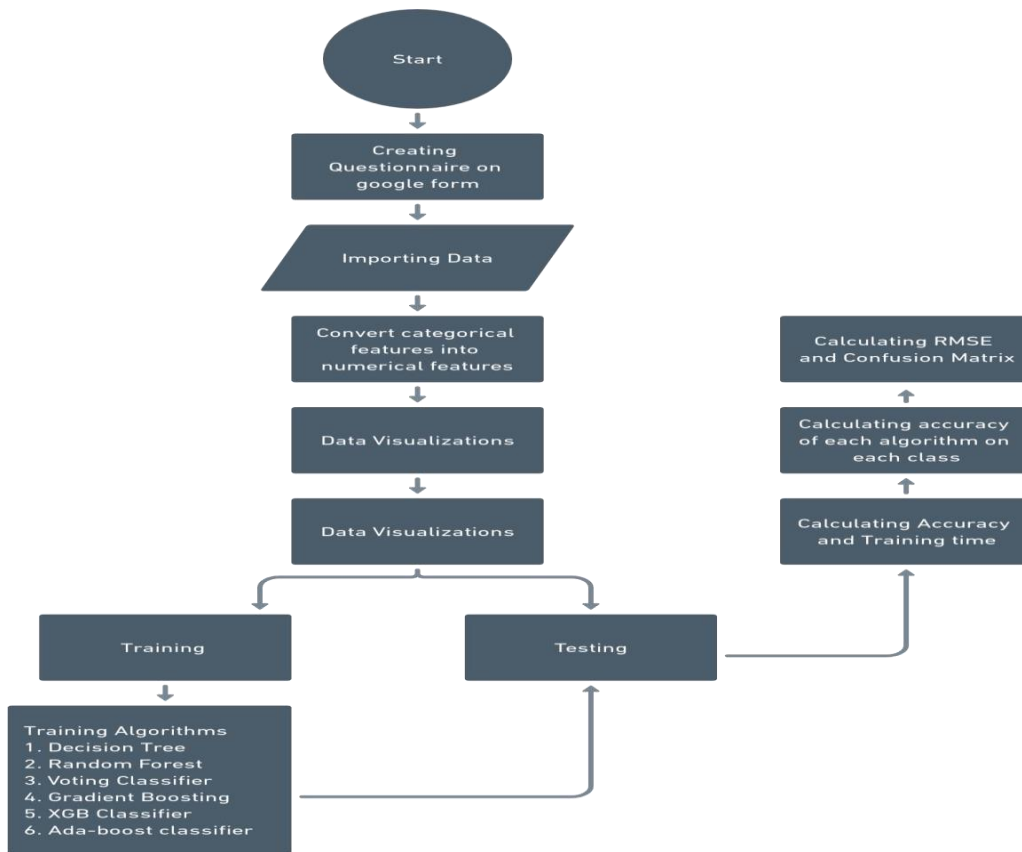 Start
Creating
Questionnaire on
google form
Importing Data
Convert categorical
features into
numerical features
Data Visualizations
Data Visualizations
Training
Training Algorithms
1. Decision Tree
2. Random Forest
3. Voting Classifier
4. Gradient Boosting
5. XGB Classifier
6. Ada-boost classifier
Testing
Calculating Accuracy
and Training time
Calculating accuracy
of each algorithm on
each class
Calculating RMSE
and Confusion Matrix